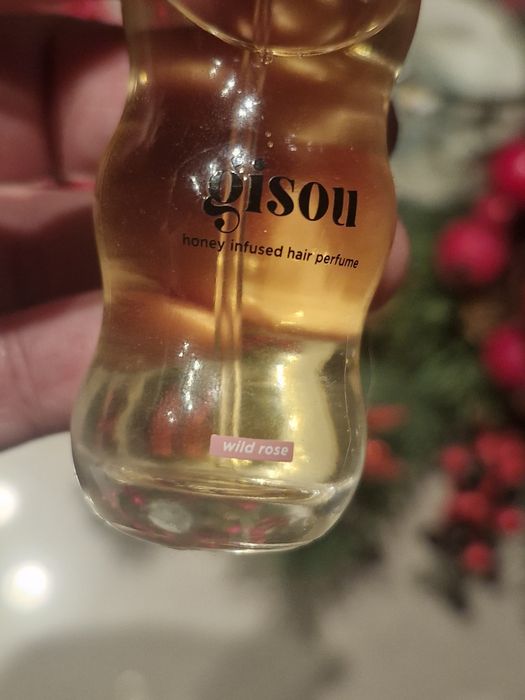 gisou
honey infused hair perfume
wild rose